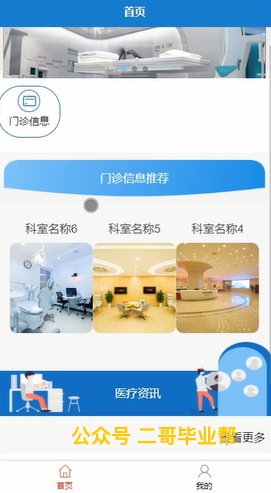 首页
门诊信息
门诊信息推荐
科室名称6 科室名称5 科室名称4
医疗资讯
查看更多
公众号 二哥毕业帮
首页 我的